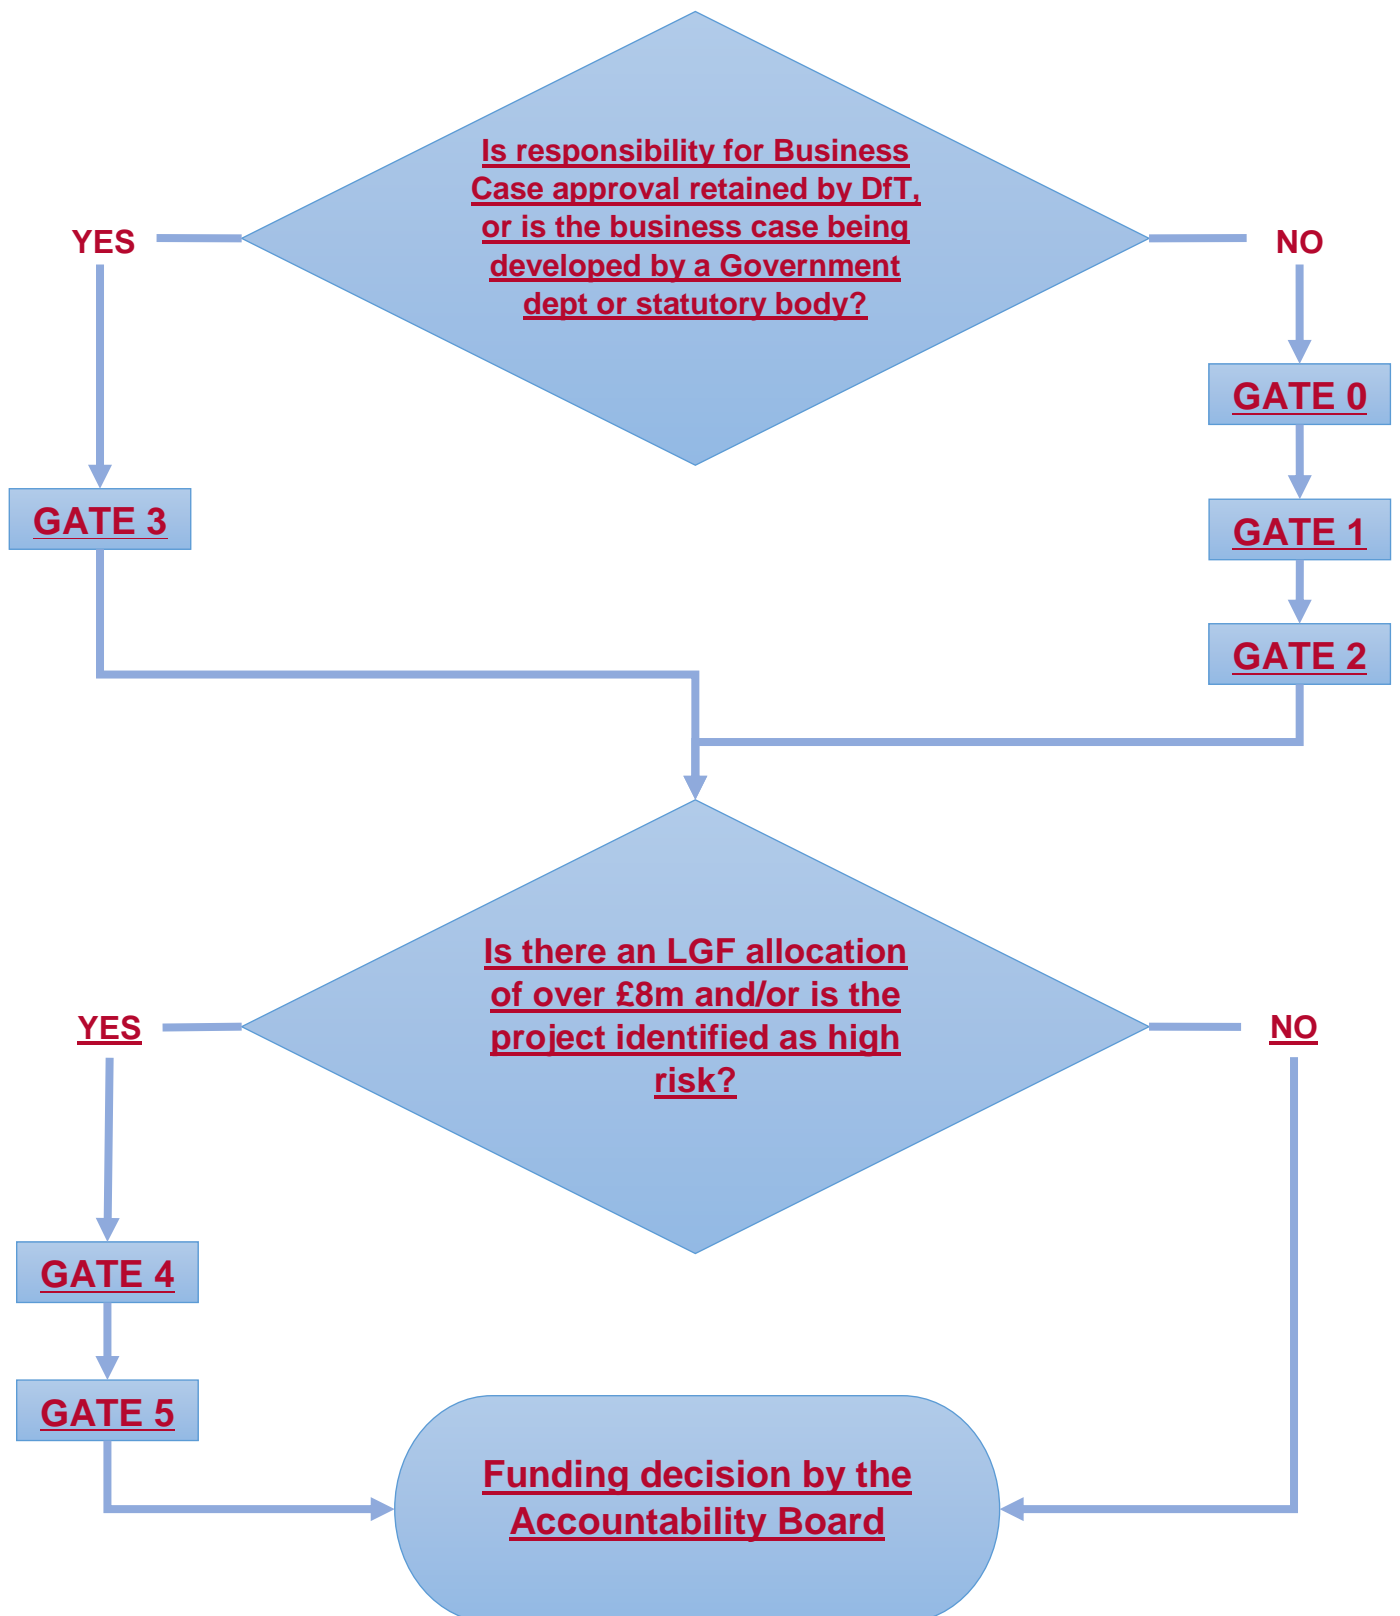 Is responsibility for Business
Case approval retained by DfT,
or is the business case being
developed by a Government
dept or statutory body?
YES
NO
GATE 0
GATE 3
GATE 1
GATE 2
Is there an LGF allocation
of over £8m and/or is the
project identified as high
risk?
YES
NO
GATE 4
GATE 5
Funding decision by the
Accountability Board